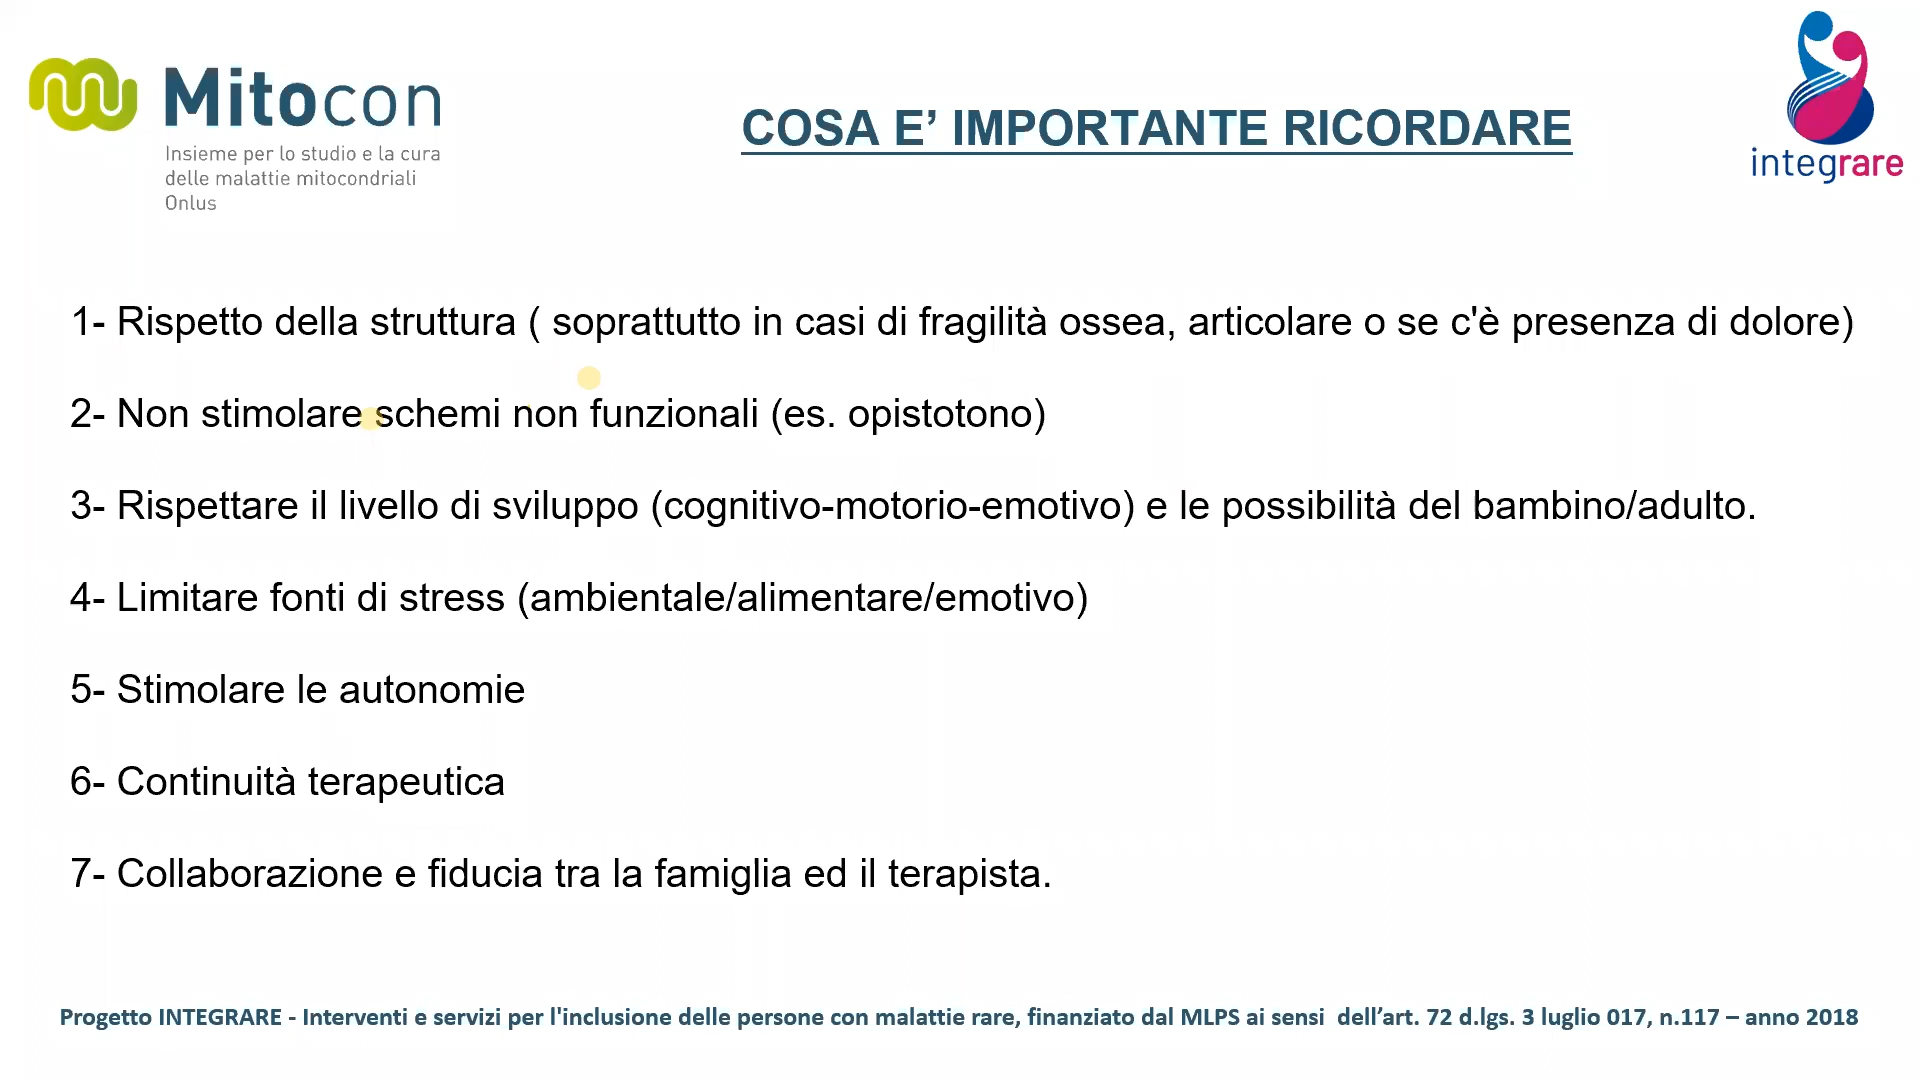 Mitocon
Insieme per lo studio e la cura
delle malattie mitocondriali
Onlus
COSA E’ IMPORTANTE RICORDARE
integrare
1- Rispetto della struttura ( soprattutto in casi di fragilità ossea, articolare o se c'è presenza di dolore)
2- Non stimolare schemi non funzionali (es. opistotono)
3- Rispettare il livello di sviluppo (cognitivo-motorio-emotivo) e le possibilità del bambino/adulto.
4- Limitare fonti di stress (ambientale/alimentare/emotivo)
5- Stimolare le autonomie
6- Continuità terapeutica
7- Collaborazione e fiducia tra la famiglia ed il terapista.
Progetto INTEGRARE - Interventi e servizi per l'inclusione delle persone con malattie rare, finanziato dal MLPS ai sensi  dell’art. 72 d.lgs. 3 luglio 017, n.117 – anno 2018